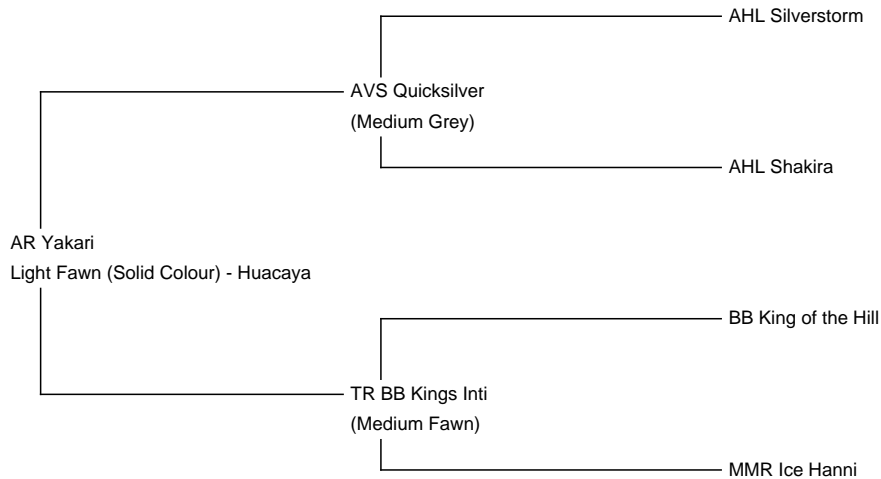 AHL Silverstorm
AVS Quicksilver
(Medium Grey)
AHL Shakira
AR Yakari
Light Fawn (Solid Colour) - Huacaya
BB King of the Hill
TR BB Kings Inti
(Medium Fawn)
MMR Ice Hanni